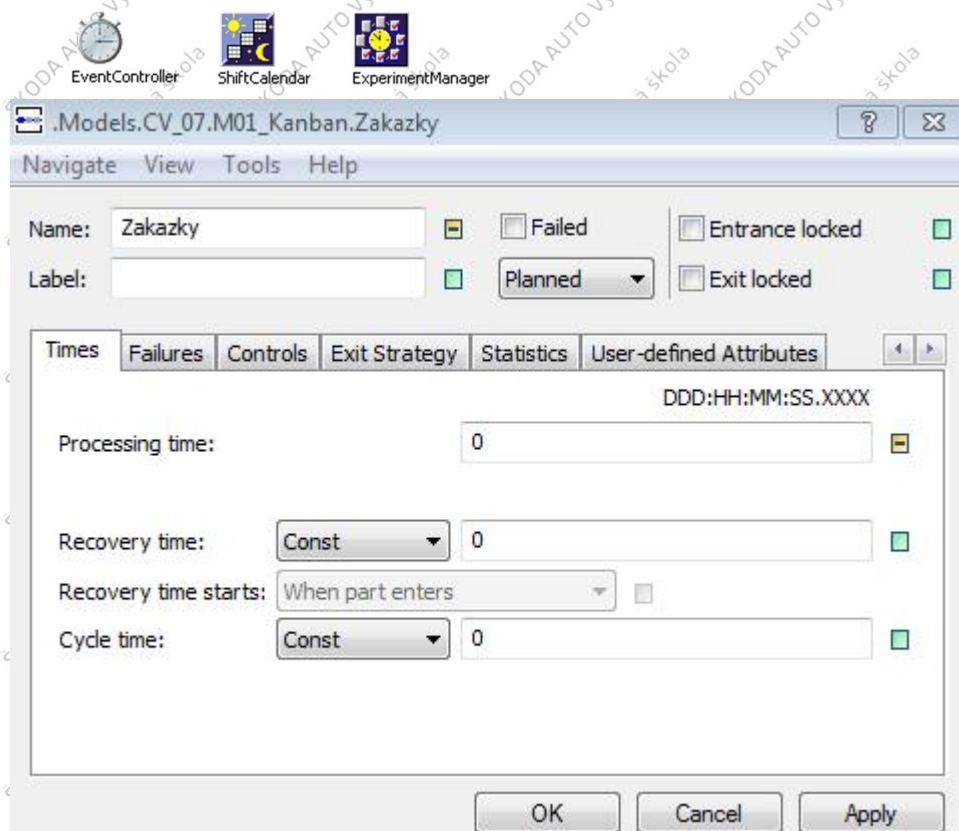 EventController ShiftCalendar ExperimentManager
.Models.CV_07.M01_Kanban.Zakazky
Navigate View Tools Help
Name: Zakazky Failed Entrance locked
Label: Planned Exit locked
Times Failures Controls Exit Strategy Statistics User-defined Attributes
DDD:HH:MM:SS.XXXX
Processing time: 0
Recovery time: Const 0
Recovery time starts: When part enters
Cycle time: Const 0
OK Cancel Apply